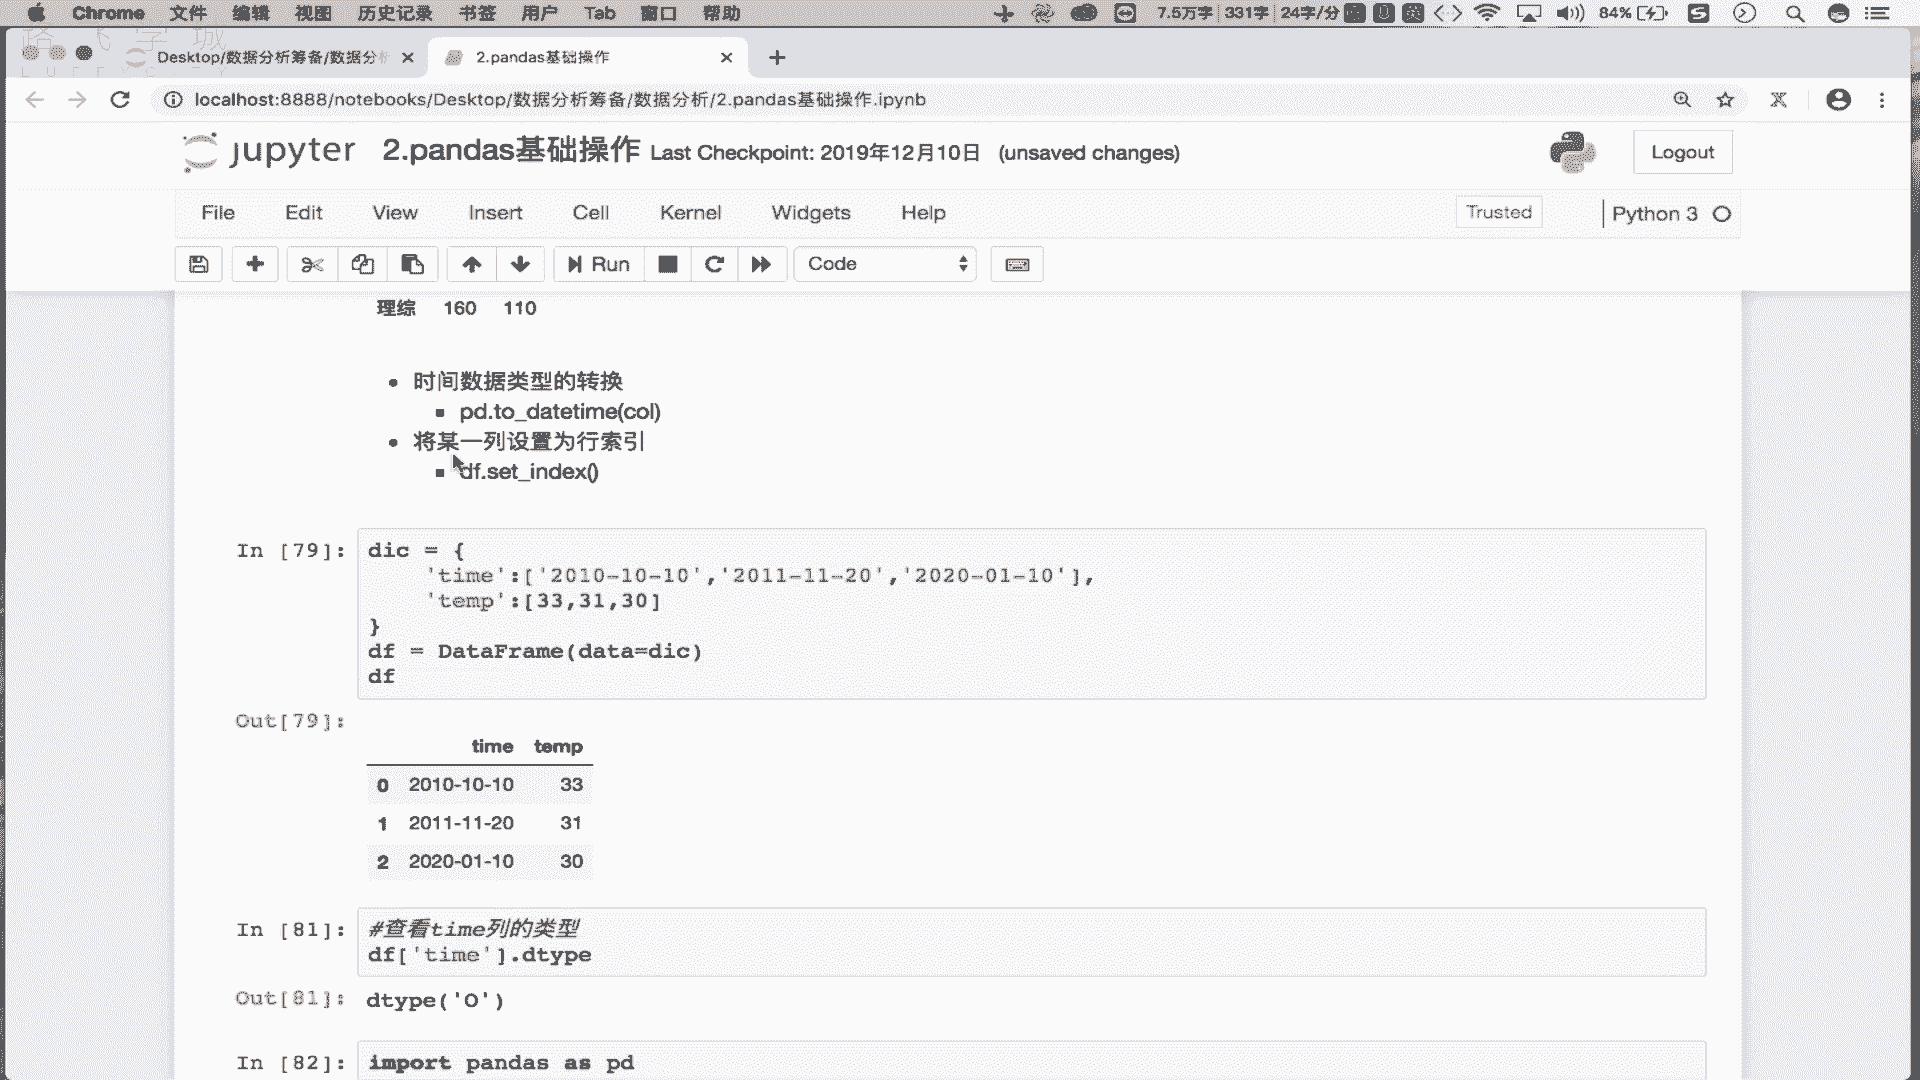 Chrome 文件 编辑 视图 历史记录 书签 用户 Tab 窗口 帮助 7.5万字 331字 24字/分 英 84%
路飞学城
Desktop/数据分析筹备/数据分析 2.pandas基础操作
localhost:8888/notebooks/Desktop/数据分析筹备/数据分析/2.pandas基础操作.ipynb
jupyter 2.pandas基础操作 Last Checkpoint: 2019年12月10日 (unsaved changes) Logout
File Edit View Insert Cell Kernel Widgets Help Trusted Python 3
Run Code
理综 160 110
时间数据类型的转换
pd.to_datetime(col)
将某一列设置为行索引
df.set_index()
In [79]: dic = {
'time':['2010-10-10','2011-11-20','2020-01-10'],
'temp':[33,31,30]
}
df = DataFrame(data=dic)
df
Out[79]:
time temp
0 2010-10-10 33
1 2011-11-20 31
2 2020-01-10 30
In [81]: #查看time列的类型
df['time'].dtype
Out[81]: dtype('O')
In [82]: import pandas as pd